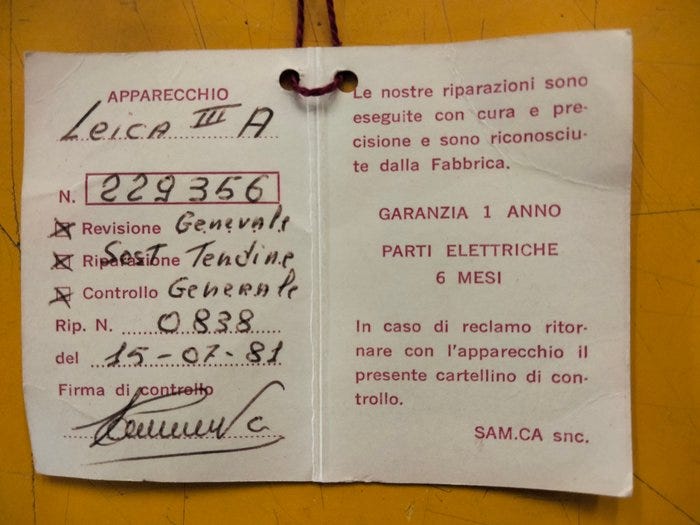 APPARECCHIO
Leica III A
N. 229356
Revisione Generale
Riparazione Sost Tendine
Controllo Generale
Rip. N. 0838
del 15-07-81
Firma di controllo
Le nostre riparazioni sono
eseguite con cura e pre-
cisione e sono riconosciu-
te dalla Fabbrica.
GARANZIA 1 ANNO
PARTI ELETTRICHE
6 MESI
In caso di reclamo ritor-
nare con l'apparecchio il
presente cartellino di con-
trollo.
SAM.CA snc.